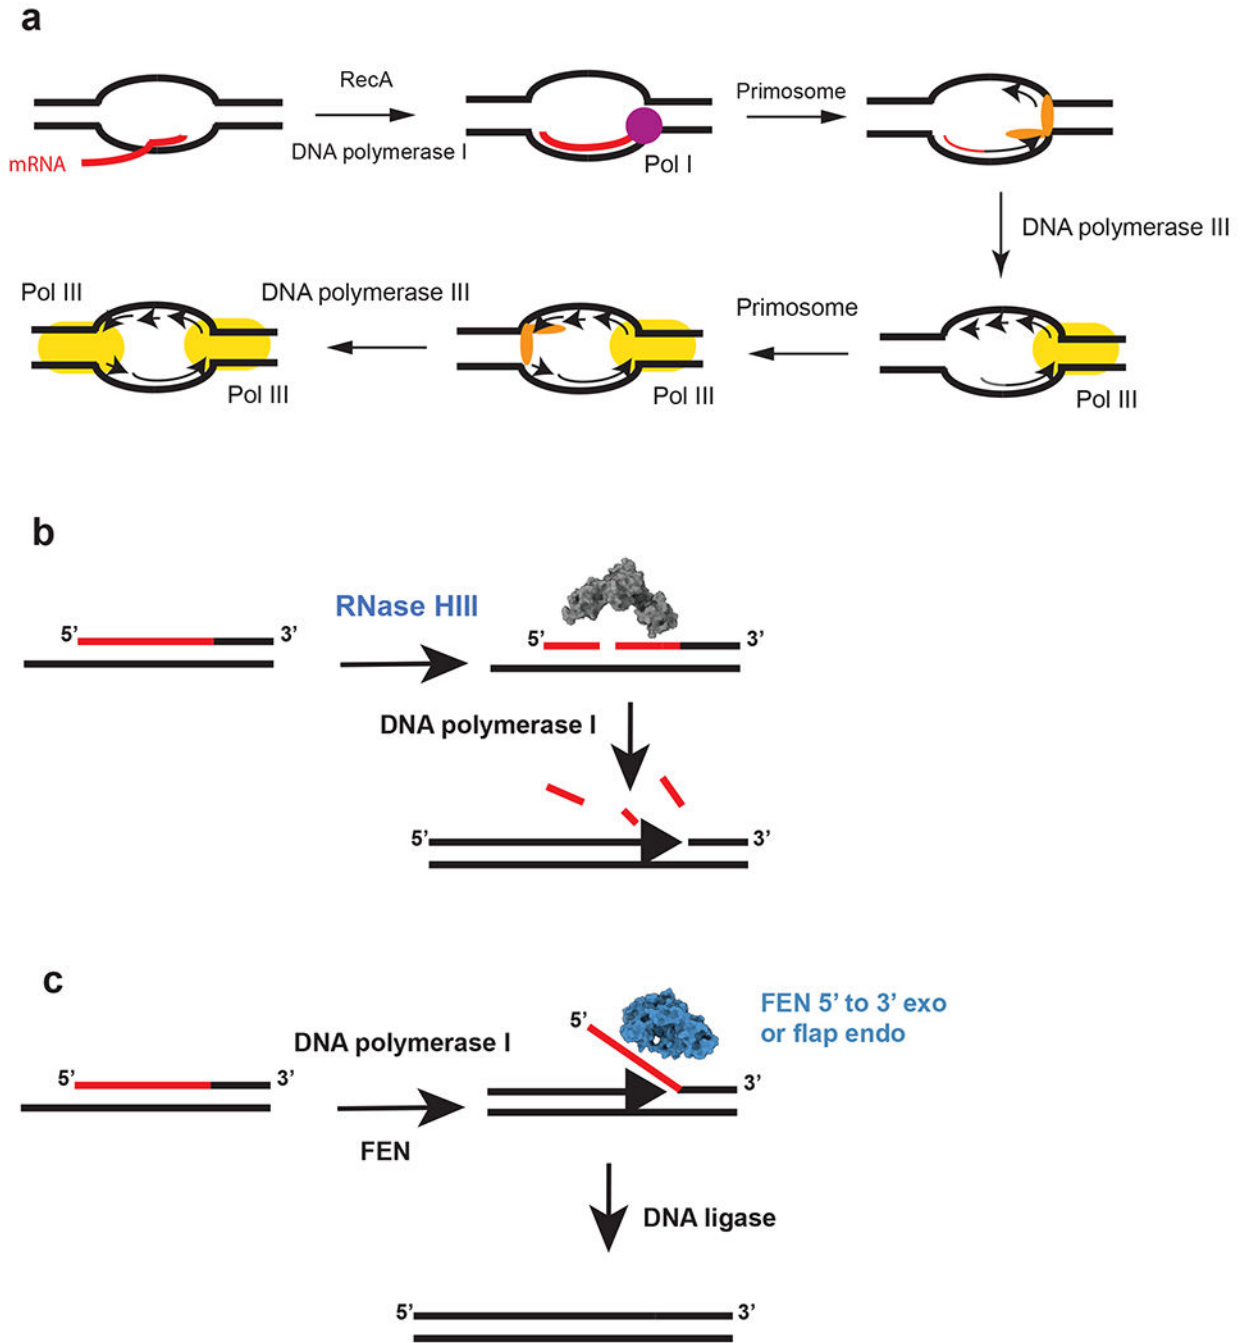 a
RecA
DNA polymerase I
mRNA
Pol I
Primosome
DNA polymerase III
Pol III
DNA polymerase III
Pol III
Pol III
Primosome
Pol III
b
5’
3’
RNase HIII
5’
3’
DNA polymerase I
5’
3’
c
5’
3’
DNA polymerase I
FEN
5’
3’
FEN 5’ to 3’ exo
or flap endo
DNA ligase
5’
3’